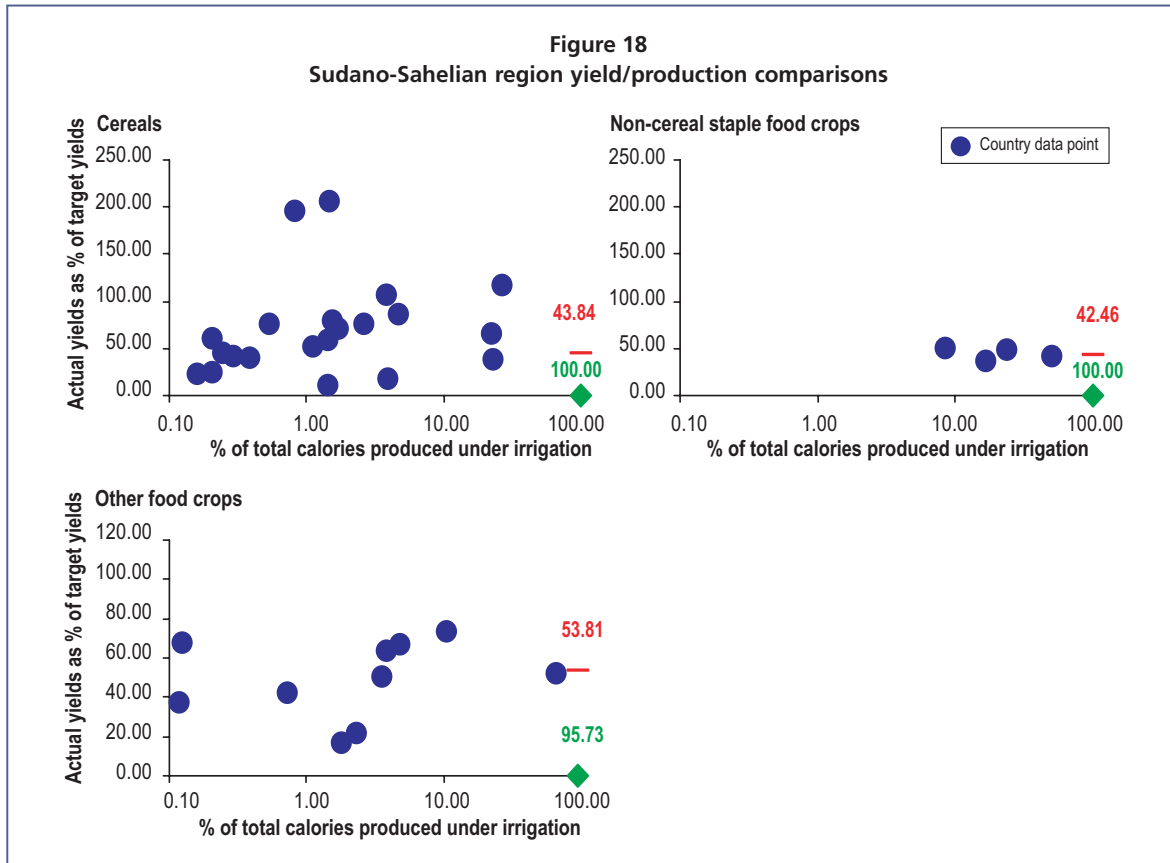 Figure 18
Sudano-Sahelian region yield/production comparisons
Cereals
Actual yields as % of target yields
250.00
200.00
150.00
100.00
50.00
0.00
43.84
100.00
0.10 1.00 10.00 100.00
% of total calories produced under irrigation
Non-cereal staple food crops
Country data point
250.00
200.00
150.00
100.00
50.00
0.00
42.46
100.00
0.10 1.00 10.00 100.00
% of total calories produced under irrigation
Other food crops
Actual yields as % of target yields
120.00
100.00
80.00
60.00
40.00
20.00
0.00
53.81
95.73
0.10 1.00 10.00 100.00
% of total calories produced under irrigation